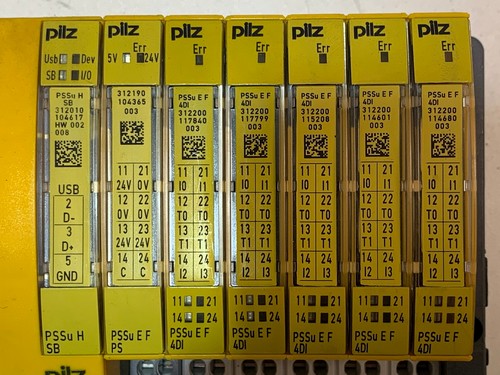 pilz
Usb Dev
SB I/O
PSSu H
SB
312010
104617
HW 002
008
USB
2
D-
3
D+
5
GND
PSSu H
SB
pilz
pilz
Err
5V 24V
312190
104365
003
11 21
24V 0V
12 22
0V 0V
13 23
24V 24V
14 24
C C
PSSu E F
PS
pilz
Err
PSSu E F
4DI
312200
117840
003
11 21
I0 I1
12 22
T0 T0
13 23
T1 T1
14 24
I2 I3
11 21
14 24
PSSu E F
4DI
pilz
Err
PSSu E F
4DI
312200
117799
003
11 21
I0 I1
12 22
T0 T0
13 23
T1 T1
14 24
I2 I3
11 21
14 24
PSSu E F
4DI
pilz
Err
PSSu E F
4DI
312200
115208
003
11 21
I0 I1
12 22
T0 T0
13 23
T1 T1
14 24
I2 I3
11 21
14 24
PSSu E F
4DI
pilz
Err
PSSu E F
4DI
312200
114601
003
11 21
I0 I1
12 22
T0 T0
13 23
T1 T1
14 24
I2 I3
11 21
14 24
PSSu E F
4DI
pilz
Err
PSSu E F
4DI
312200
114680
003
11 21
I0 I1
12 22
T0 T0
13 23
T1 T1
14 24
I2 I3
11 21
14 24
PSSu E F
4DI